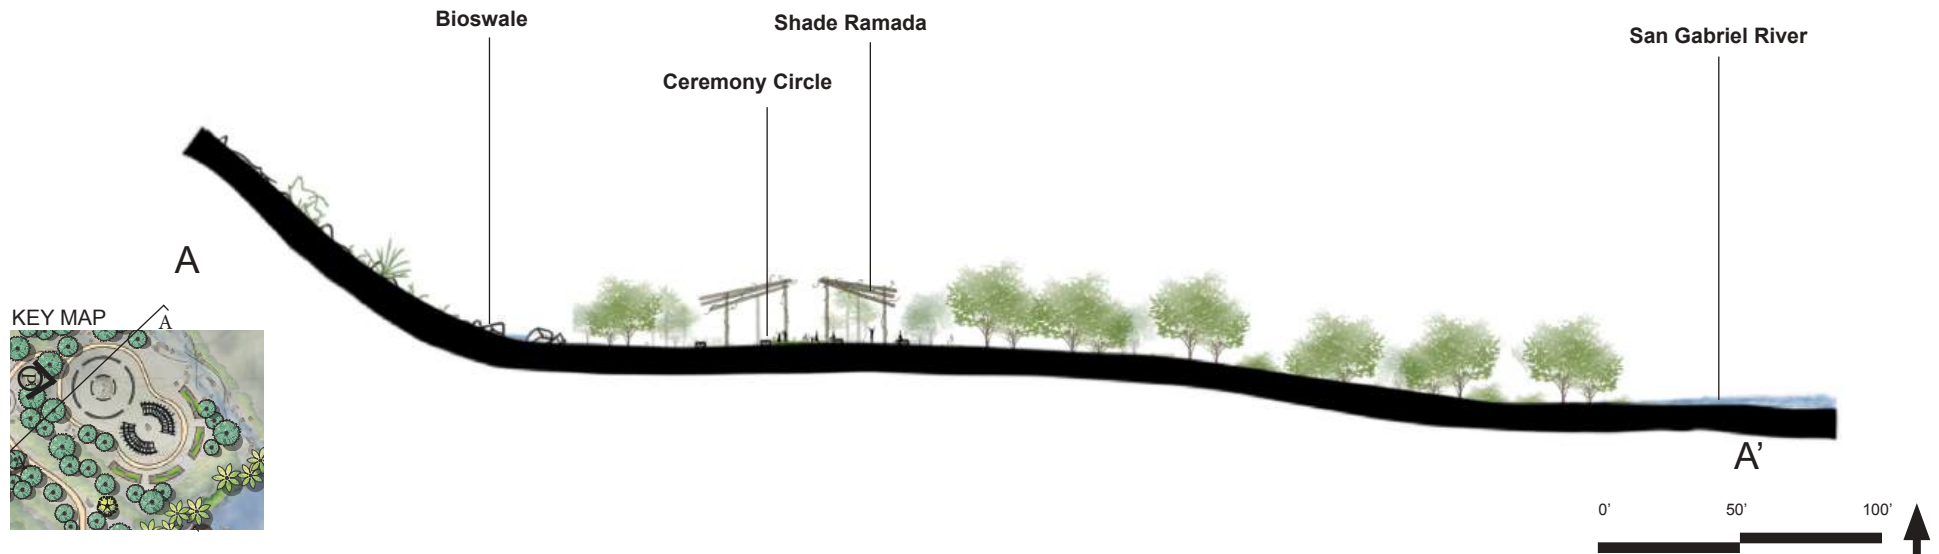 Bioswale
Shade Ramada
San Gabriel River
Ceremony Circle
A
KEY MAP
A
A’
0’ 50’ 100’